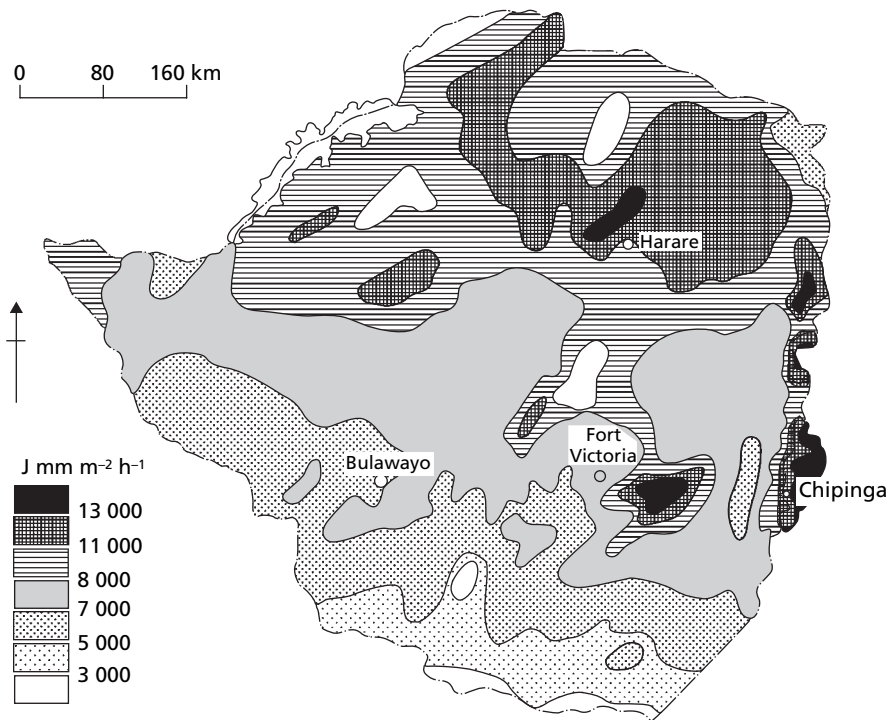 0 80 160 km
Harare
Fort
Victoria
Bulawayo
Chipinga
J mm m⁻² h⁻¹
13 000
11 000
8 000
7 000
5 000
3 000